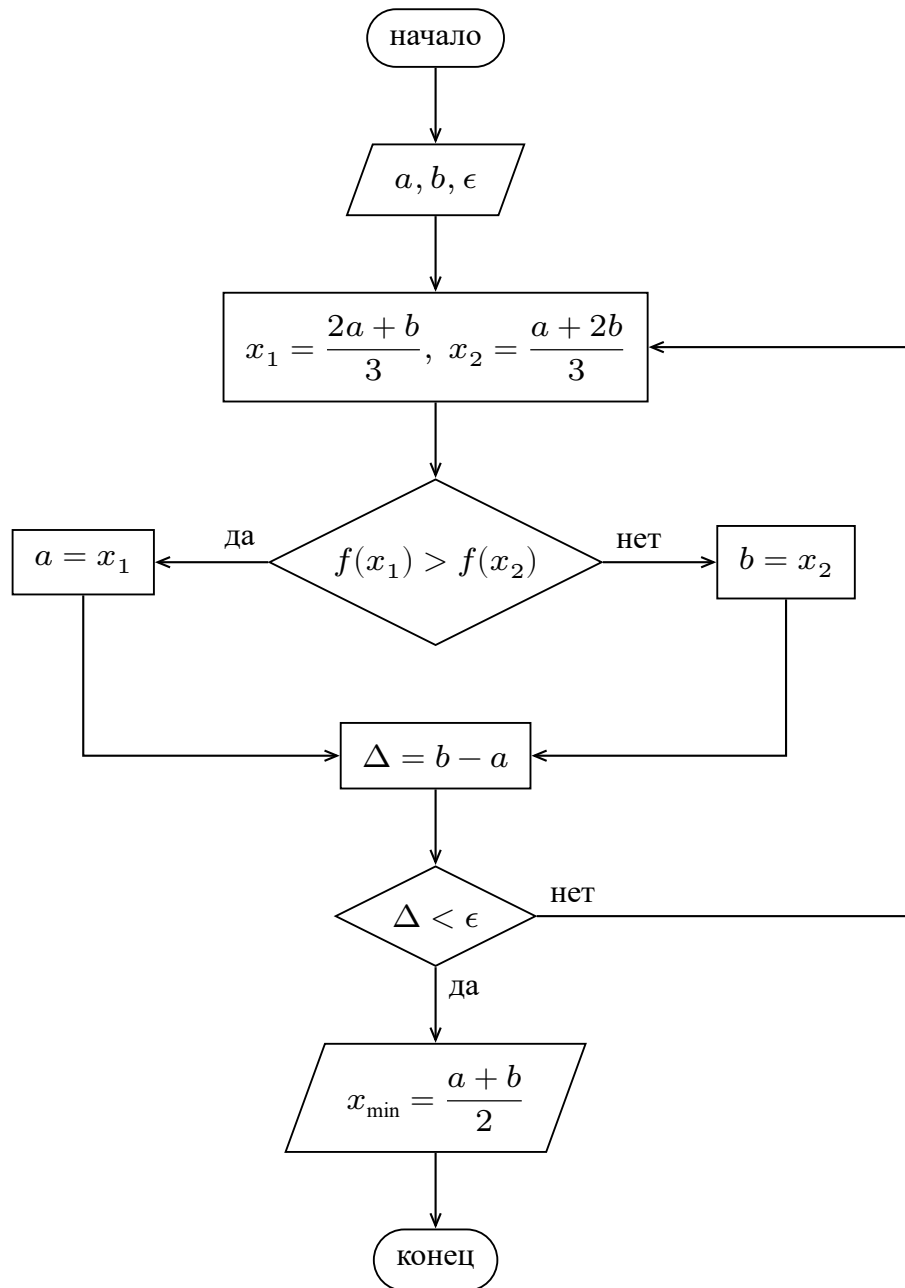 начало
a, b, ϵ
x₁ = (2a + b)/3, x₂ = (a + 2b)/3
да
нет
a = x₁
f(x₁) > f(x₂)
b = x₂
Δ = b − a
нет
Δ < ϵ
да
x_min = (a + b)/2
конец